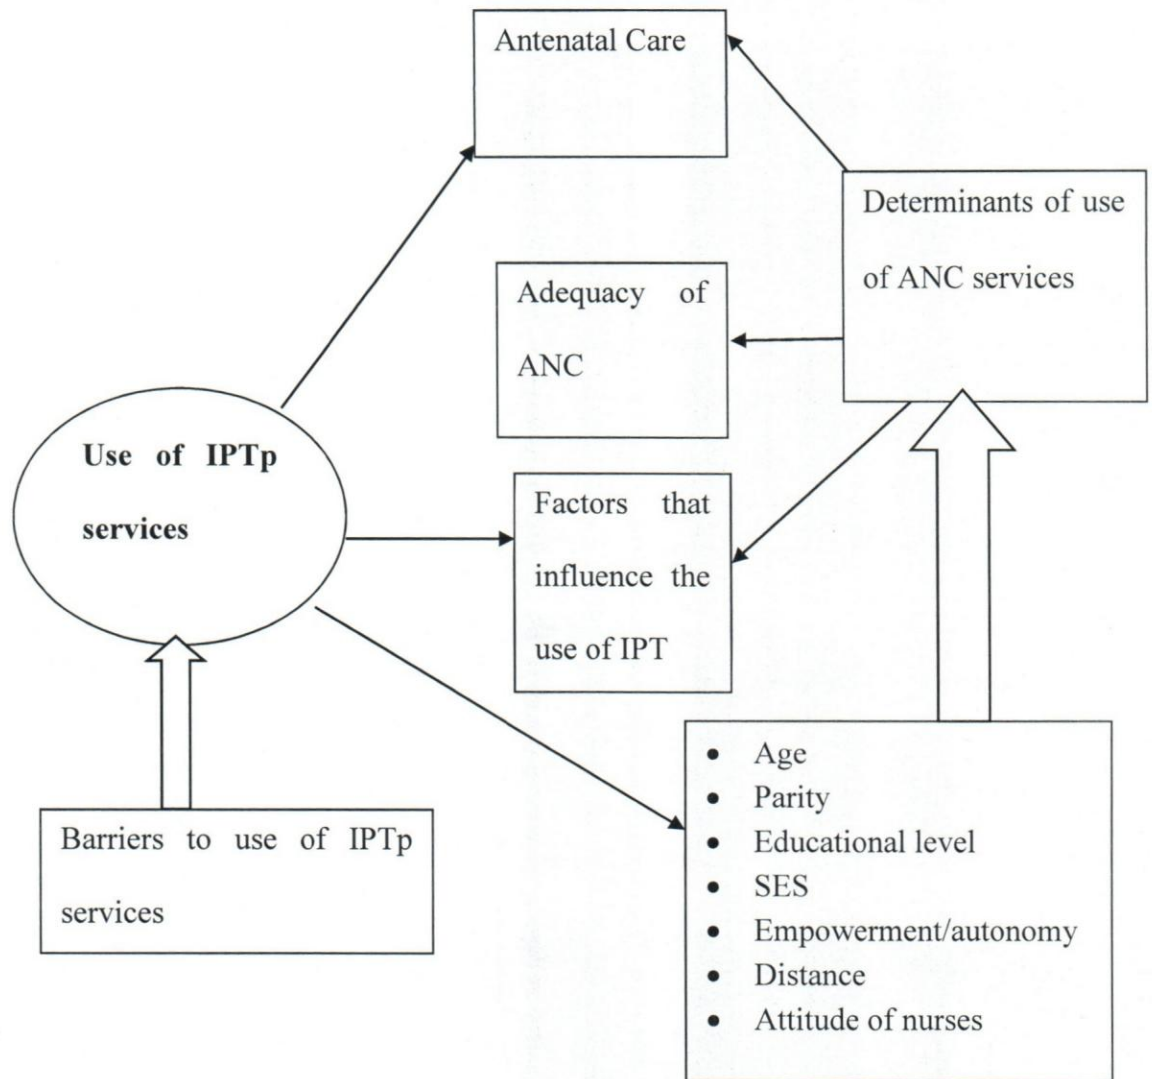 Antenatal Care
Determinants of use
of ANC services
Adequacy of
ANC
Use of IPTp
services
Factors that
influence the
use of IPT
Barriers to use of IPTp
services
• Age
• Parity
• Educational level
• SES
• Empowerment/autonomy
• Distance
• Attitude of nurses